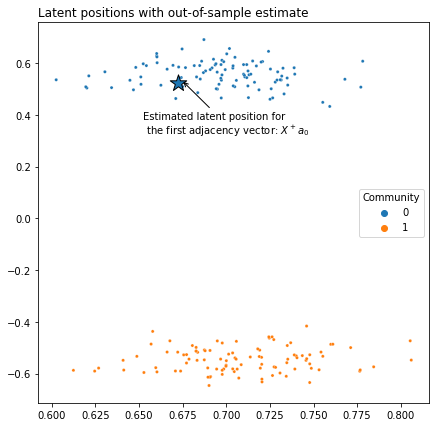 Latent positions with out-of-sample estimate
0.6
0.4
Estimated latent position for
the first adjacency vector: X⁺a₀
0.2
Community
0
1
0.0
−0.2
−0.4
−0.6
0.600 0.625 0.650 0.675 0.700 0.725 0.750 0.775 0.800